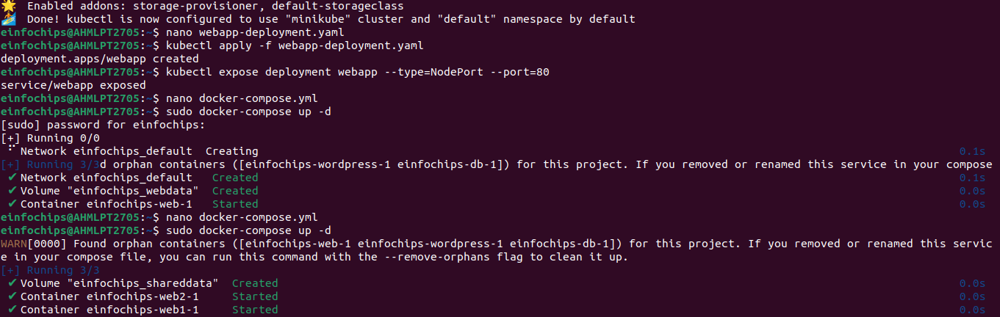 Enabled addons: storage-provisioner, default-storageclass
Done! kubectl is now configured to use "minikube" cluster and "default" namespace by default
einfochips@AHMLPT2705:~$ nano webapp-deployment.yaml
einfochips@AHMLPT2705:~$ kubectl apply -f webapp-deployment.yaml
deployment.apps/webapp created
einfochips@AHMLPT2705:~$ kubectl expose deployment webapp --type=NodePort --port=80
service/webapp exposed
einfochips@AHMLPT2705:~$ nano docker-compose.yml
einfochips@AHMLPT2705:~$ sudo docker-compose up -d
[sudo] password for einfochips:
[+] Running 0/0
⠋ Network einfochips_default  Creating 0.1s
[+] Running 3/3d orphan containers ([einfochips-wordpress-1 einfochips-db-1]) for this project. If you removed or renamed this service in your compose
✔ Network einfochips_default   Created 0.1s
✔ Volume "einfochips_webdata"  Created 0.0s
✔ Container einfochips-web-1   Started 0.0s
einfochips@AHMLPT2705:~$ nano docker-compose.yml
einfochips@AHMLPT2705:~$ sudo docker-compose up -d
WARN[0000] Found orphan containers ([einfochips-web-1 einfochips-wordpress-1 einfochips-db-1]) for this project. If you removed or renamed this servic
e in your compose file, you can run this command with the --remove-orphans flag to clean it up.
[+] Running 3/3
✔ Volume "einfochips_shareddata"  Created 0.0s
✔ Container einfochips-web2-1     Started 0.0s
✔ Container einfochips-web1-1     Started 0.0s